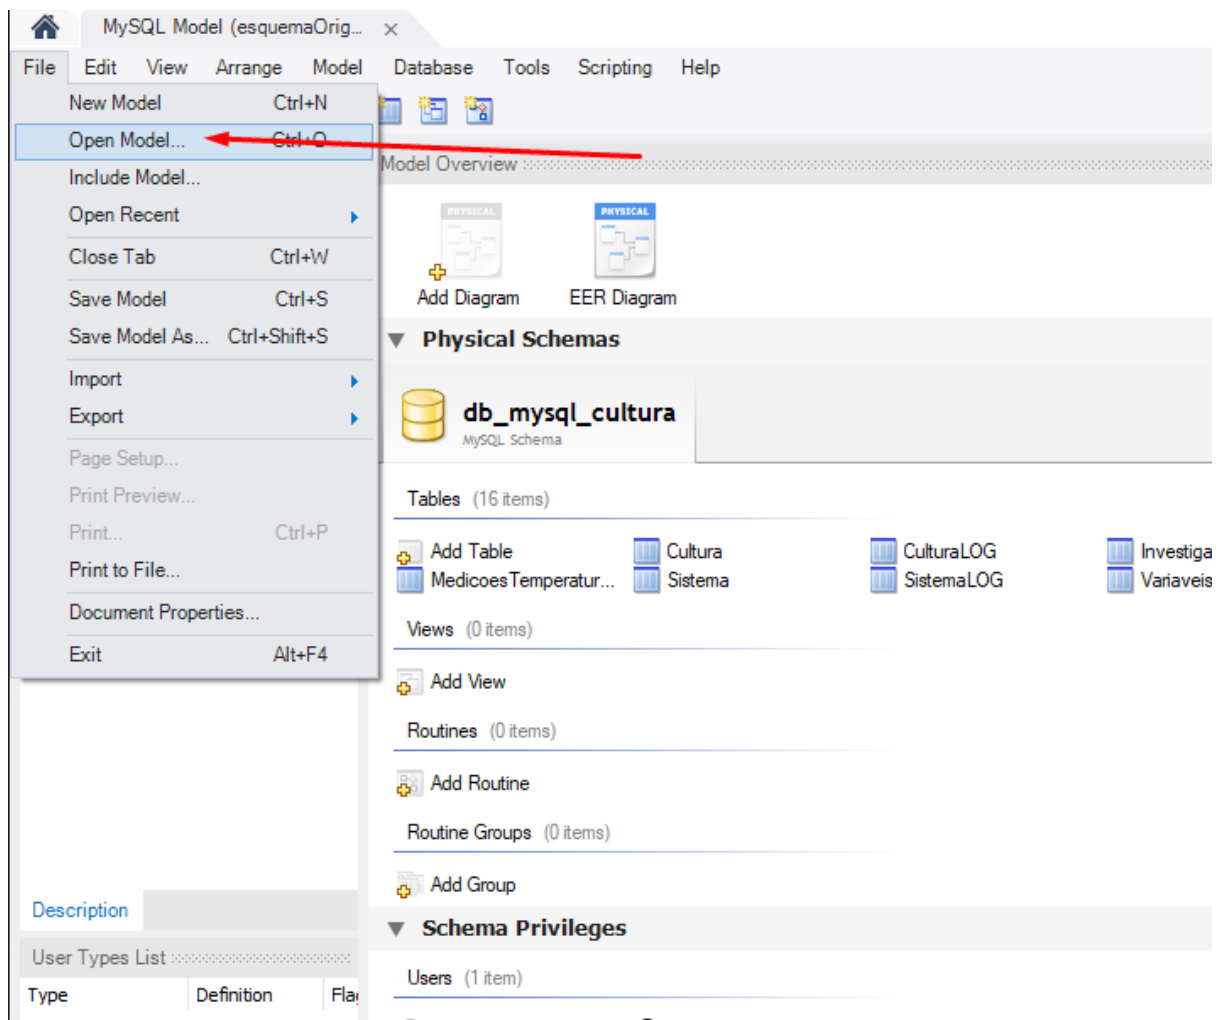 MySQL Model (esquemaOrig...
File Edit View Arrange Model Database Tools Scripting Help
New Model Ctrl+N
Open Model... Ctrl+O
Include Model...
Open Recent
Close Tab Ctrl+W
Save Model Ctrl+S
Save Model As... Ctrl+Shift+S
Import
Export
Page Setup...
Print Preview...
Print... Ctrl+P
Print to File...
Document Properties...
Exit Alt+F4
Description
User Types List
Type Definition Flag
Model Overview
PHYSICAL PHYSICAL
Add Diagram EER Diagram
Physical Schemas
db_mysql_cultura
MySQL Schema
Tables (16 items)
Add Table Cultura CulturaLOG Investiga
MedicoesTemperatur... Sistema SistemaLOG Variaveis
Views (0 items)
Add View
Routines (0 items)
Add Routine
Routine Groups (0 items)
Add Group
Schema Privileges
Users (1 item)